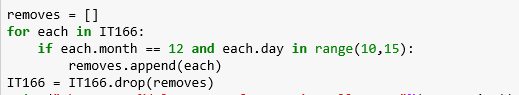 removes = []
for each in IT166:
    if each.month == 12 and each.day in range(10,15):
        removes.append(each)
IT166 = IT166.drop(removes)